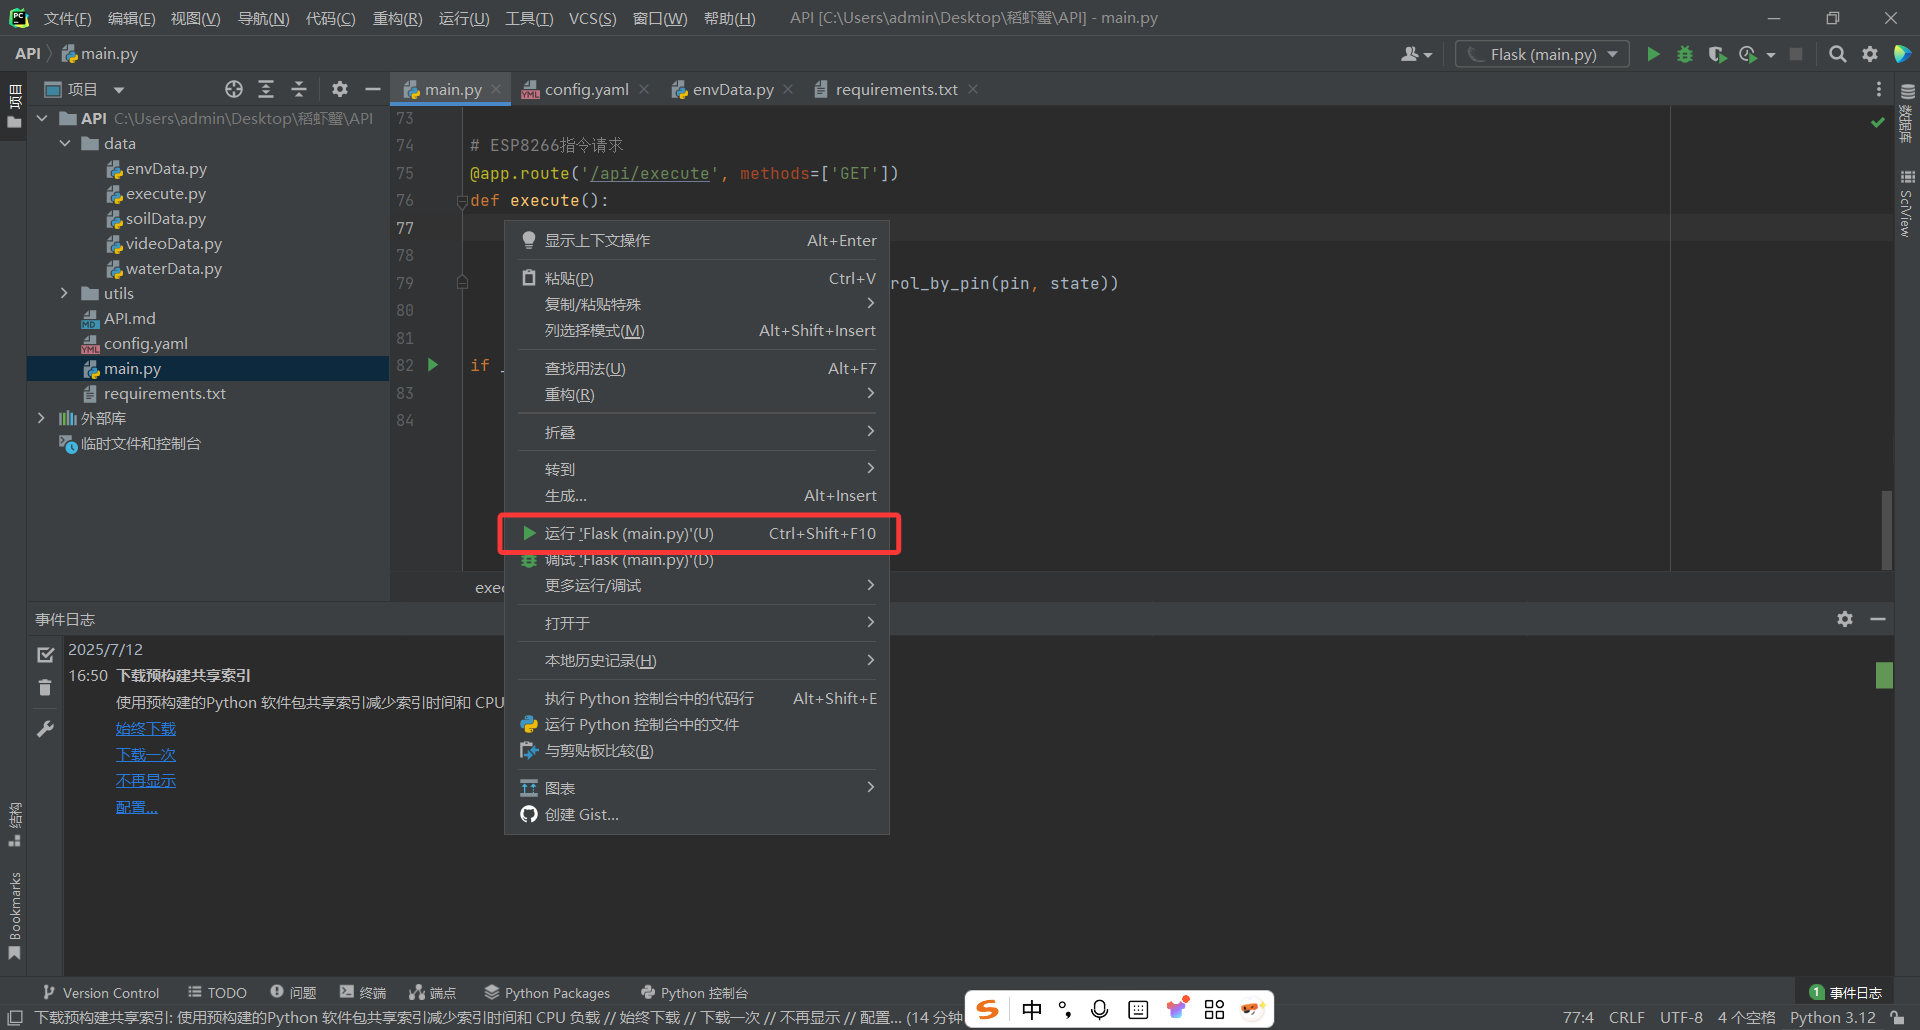 文件(F) 编辑(E) 视图(V) 导航(N) 代码(C) 重构(R) 运行(U) 工具(T) VCS(S) 窗口(W) 帮助(H) API [C:\Users\admin\Desktop\稻虾蟹\API] - main.py
API main.py
Flask (main.py)
项目
main.py config.yaml envData.py requirements.txt
项目
API C:\Users\admin\Desktop\稻虾蟹\API
data
envData.py
execute.py
soilData.py
videoData.py
waterData.py
utils
API.md
config.yaml
main.py
requirements.txt
外部库
临时文件和控制台
73
74 # ESP8266指令请求
75 @app.route('/api/execute', methods=['GET'])
76 def execute():
77
78
79 rol_by_pin(pin, state))
80
81
82 if _
83
84
exec
显示上下文操作 Alt+Enter
粘贴(P) Ctrl+V
复制/粘贴特殊
列选择模式(M) Alt+Shift+Insert
查找用法(U) Alt+F7
重构(R)
折叠
转到
生成... Alt+Insert
运行 'Flask (main.py)'(U) Ctrl+Shift+F10
调试 'Flask (main.py)'(D)
更多运行/调试
打开于
本地历史记录(H)
执行 Python 控制台中的代码行 Alt+Shift+E
运行 Python 控制台中的文件
与剪贴板比较(B)
图表
创建 Gist...
数据库
SciView
结构
Bookmarks
事件日志
2025/7/12
16:50 下载预构建共享索引
使用预构建的Python 软件包共享索引减少索引时间和 CPU
始终下载
下载一次
不再显示
配置...
Version Control TODO 问题 终端 端点 Python Packages Python 控制台
1 事件日志
下载预构建共享索引: 使用预构建的Python 软件包共享索引减少索引时间和 CPU 负载 // 始终下载 // 下载一次 // 不再显示 // 配置... (14 分钟
中
77:4 CRLF UTF-8 4 个空格 Python 3.12